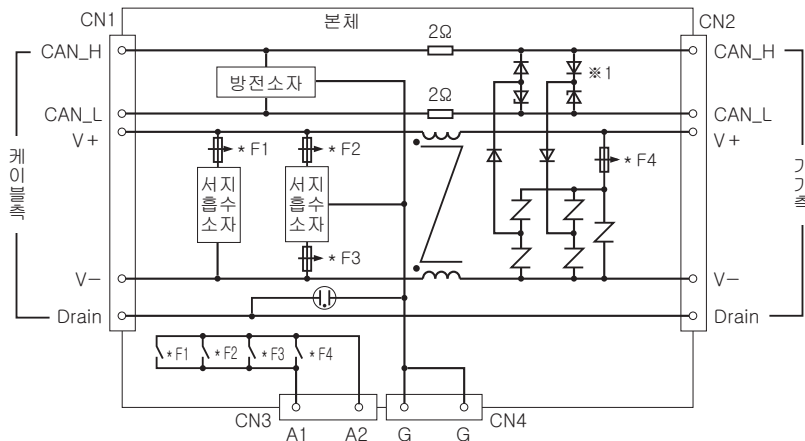 CN1
본체
CN2
CAN_H
2Ω
CAN_H
방전소자
※1
CAN_L
2Ω
CAN_L
V+
V+
* F1
* F2
* F4
케이블측
서지
흡수
소자
서지
흡수
소자
기기측
* F3
V−
V−
Drain
Drain
* F1
* F2
* F3
* F4
CN3
CN4
A1
A2
G
G